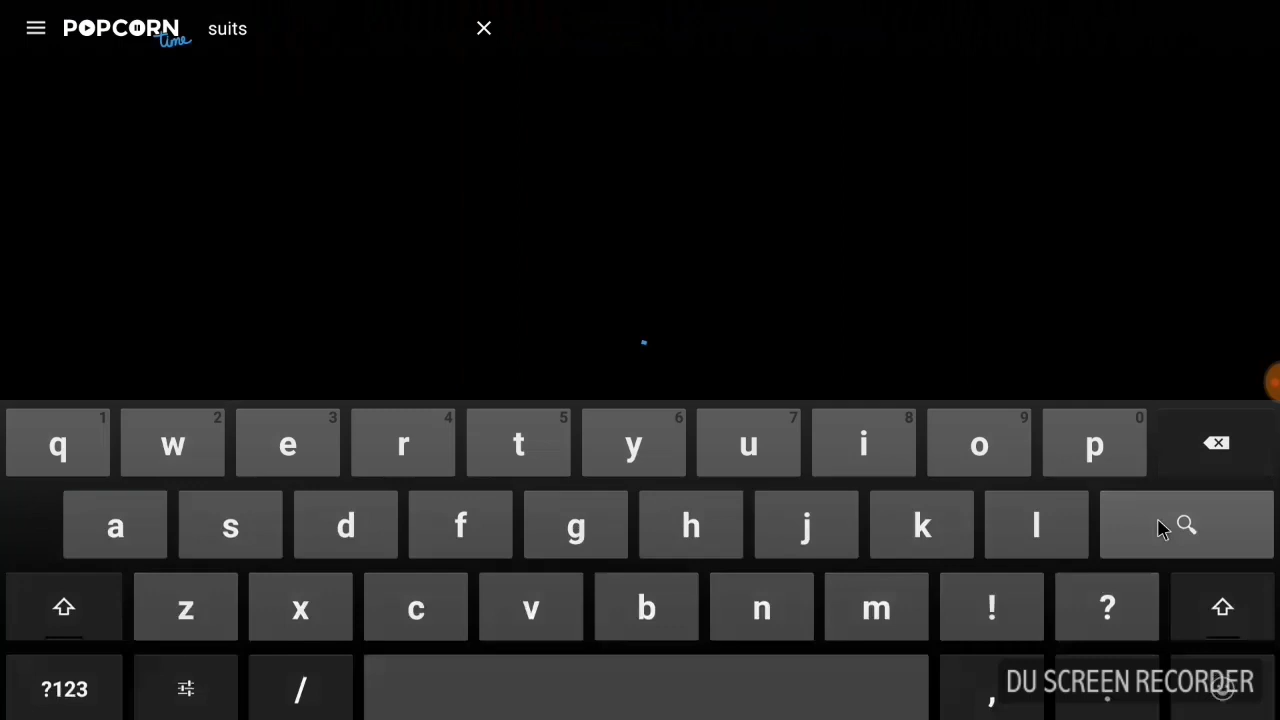 POPCORN time suits
1 2 3 4 5 6 7 8 9 0
q w e r t y u i o p
a s d f g h j k l
z x c v b n m ! ?
?123 / , .
DU SCREEN RECORDER